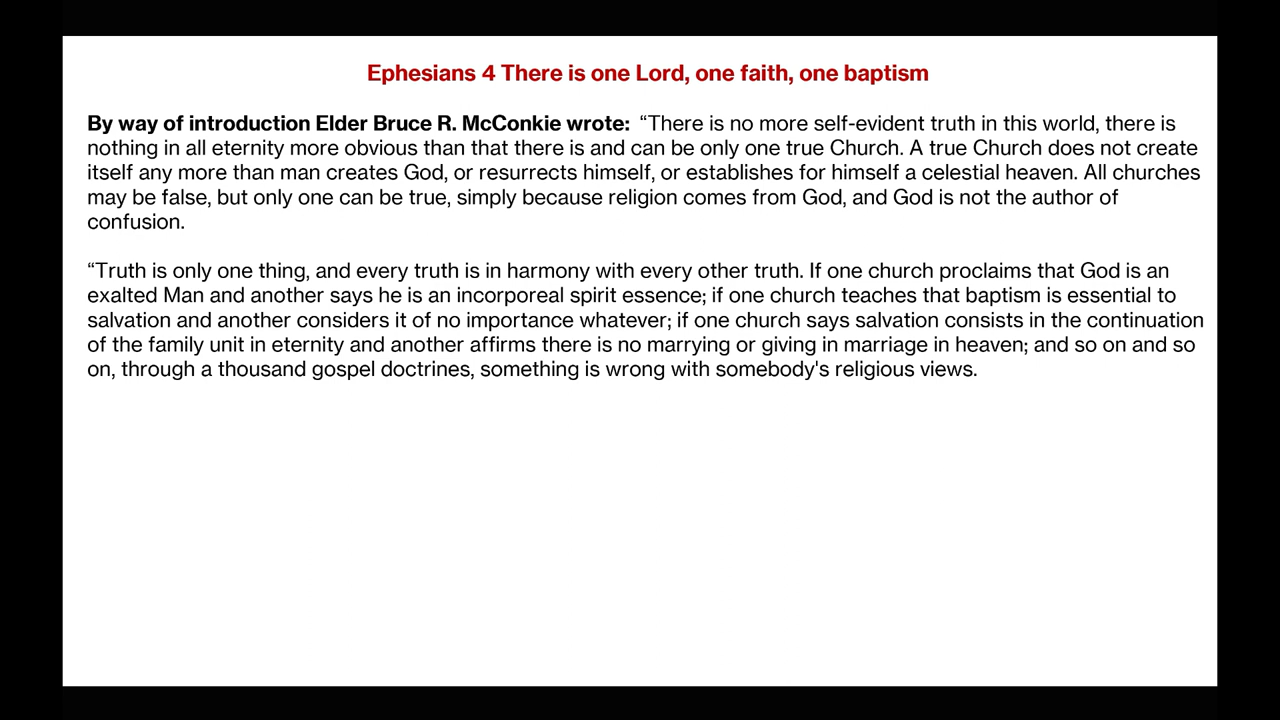 Ephesians 4 There is one Lord, one faith, one baptism
By way of introduction Elder Bruce R. McConkie wrote: “There is no more self-evident truth in this world, there is
nothing in all eternity more obvious than that there is and can be only one true Church. A true Church does not create
itself any more than man creates God, or resurrects himself, or establishes for himself a celestial heaven. All churches
may be false, but only one can be true, simply because religion comes from God, and God is not the author of
confusion.
“Truth is only one thing, and every truth is in harmony with every other truth. If one church proclaims that God is an
exalted Man and another says he is an incorporeal spirit essence; if one church teaches that baptism is essential to
salvation and another considers it of no importance whatever; if one church says salvation consists in the continuation
of the family unit in eternity and another affirms there is no marrying or giving in marriage in heaven; and so on and so
on, through a thousand gospel doctrines, something is wrong with somebody's religious views.